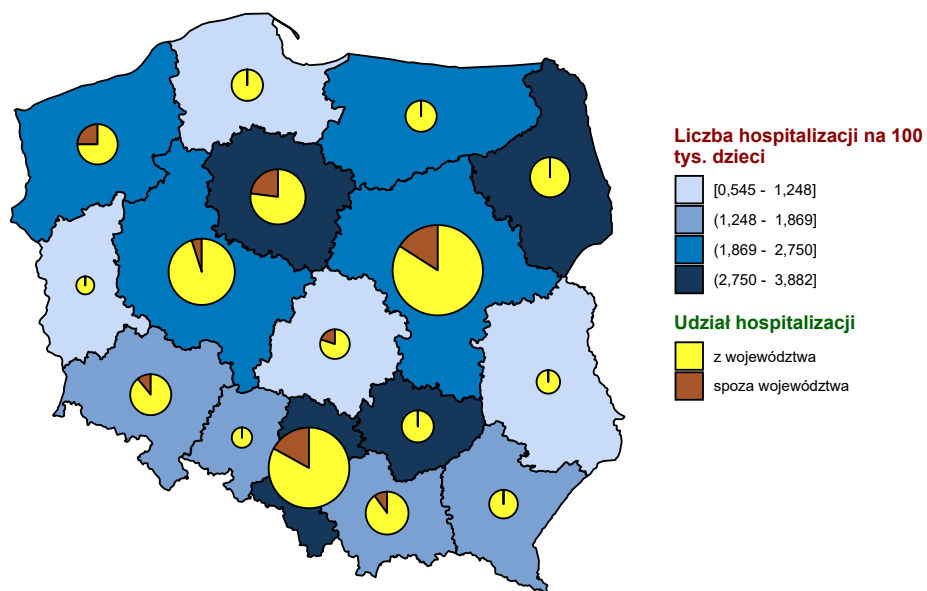 Liczba hospitalizacji na 100
tys. dzieci
[0,545 - 1,248]
(1,248 - 1,869]
(1,869 - 2,750]
(2,750 - 3,882]
Udział hospitalizacji
z województwa
spoza województwa